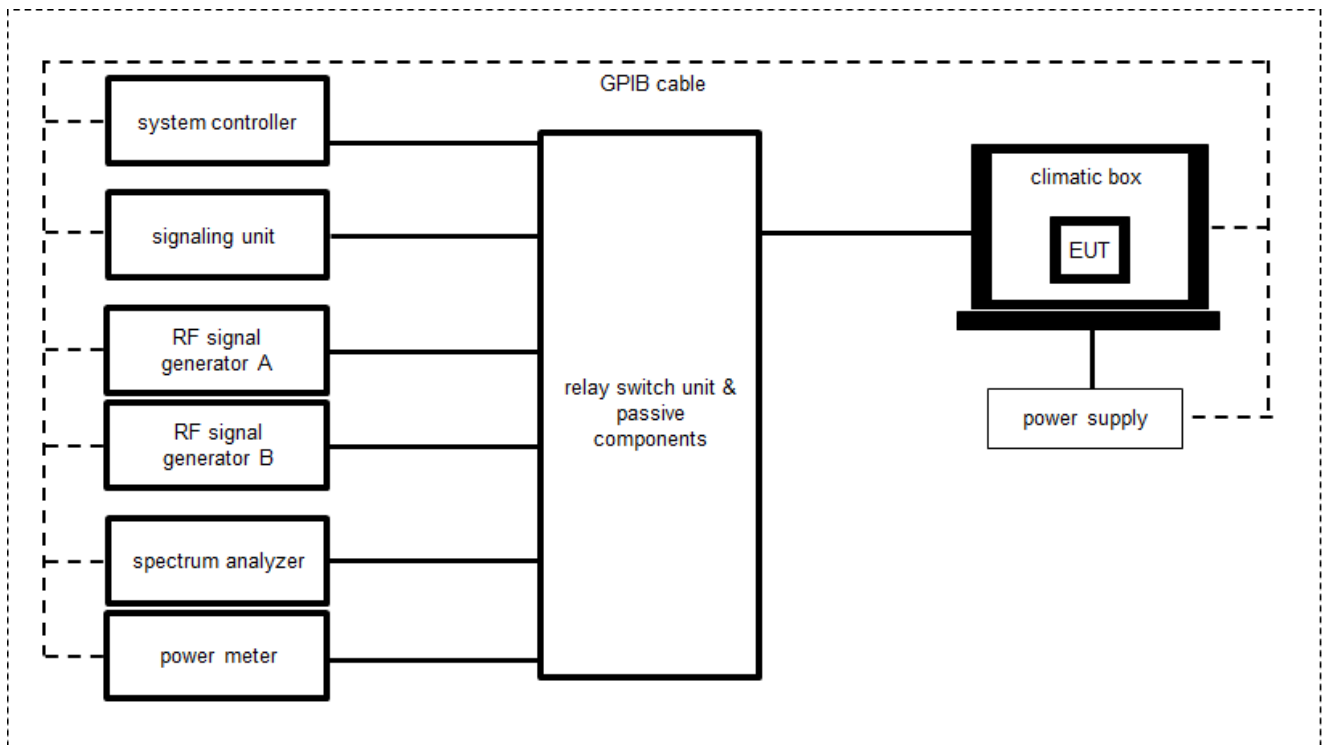 GPIB cable
system controller
signaling unit
RF signal
generator A
RF signal
generator B
spectrum analyzer
power meter
relay switch unit &
passive
components
climatic box
EUT
power supply